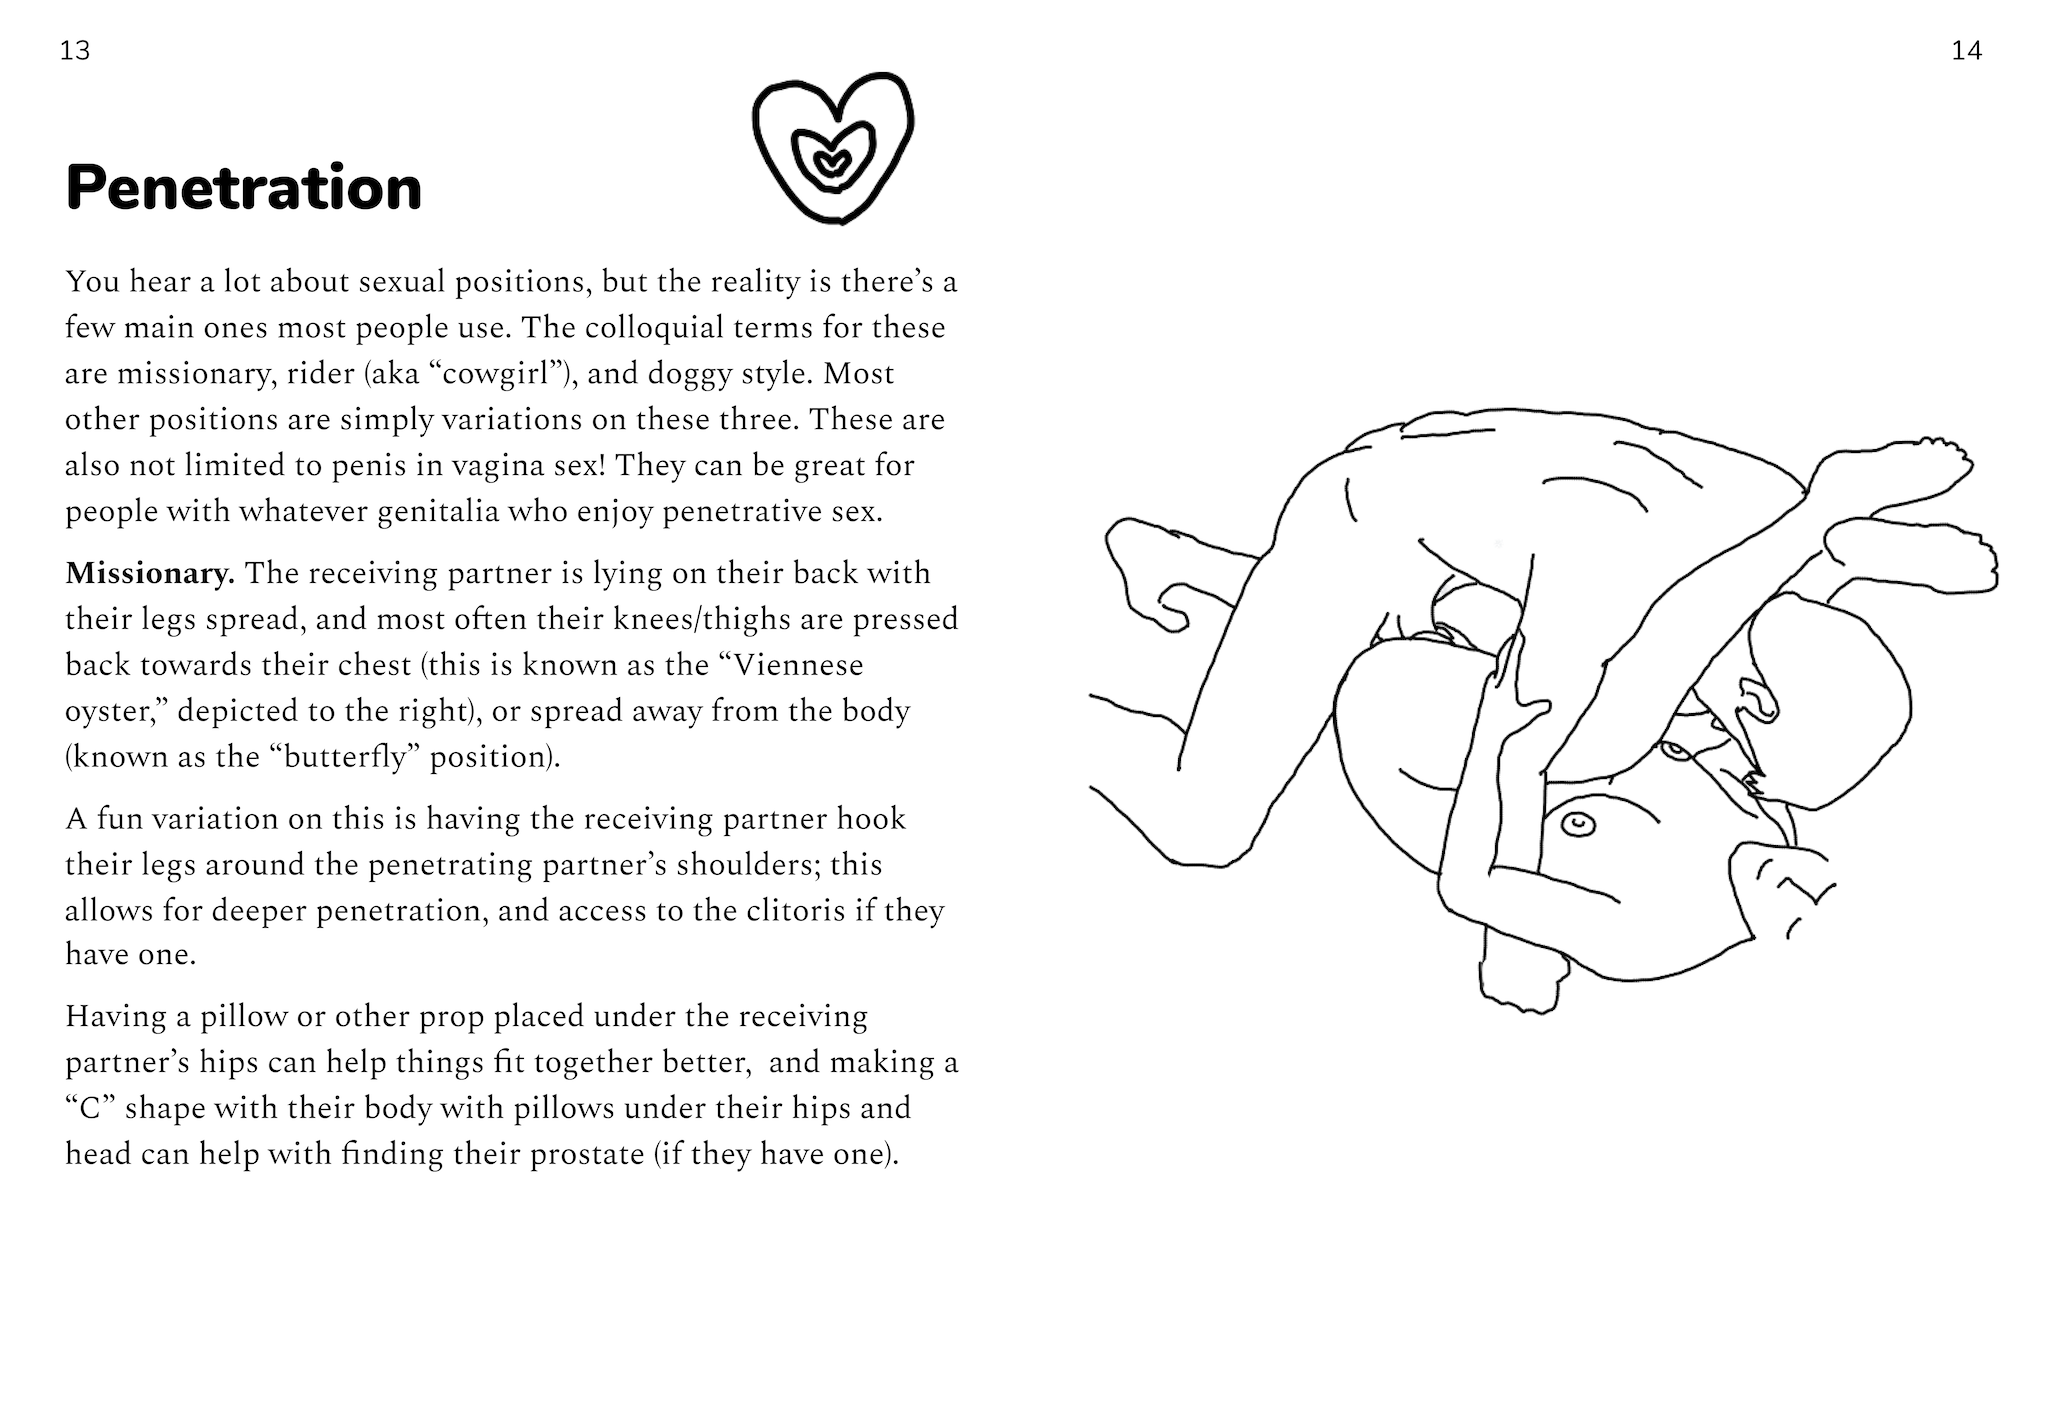 13
14
Penetration
You hear a lot about sexual positions, but the reality is there’s a
few main ones most people use. The colloquial terms for these
are missionary, rider (aka “cowgirl”), and doggy style. Most
other positions are simply variations on these three. These are
also not limited to penis in vagina sex! They can be great for
people with whatever genitalia who enjoy penetrative sex.
Missionary. The receiving partner is lying on their back with
their legs spread, and most often their knees/thighs are pressed
back towards their chest (this is known as the “Viennese
oyster,” depicted to the right), or spread away from the body
(known as the “butterfly” position).
A fun variation on this is having the receiving partner hook
their legs around the penetrating partner’s shoulders; this
allows for deeper penetration, and access to the clitoris if they
have one.
Having a pillow or other prop placed under the receiving
partner’s hips can help things fit together better,  and making a
“C” shape with their body with pillows under their hips and
head can help with finding their prostate (if they have one).